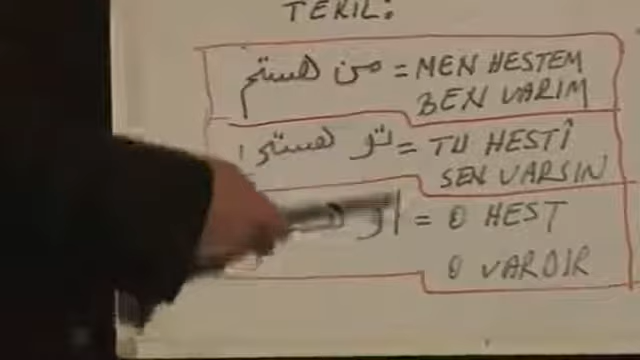 TEKİL:
من هستم = MEN HESTEM
BEN VARIM
تو هستی = TU HESTÎ
SEN VARSIN
او = O HEST
O VARDIR